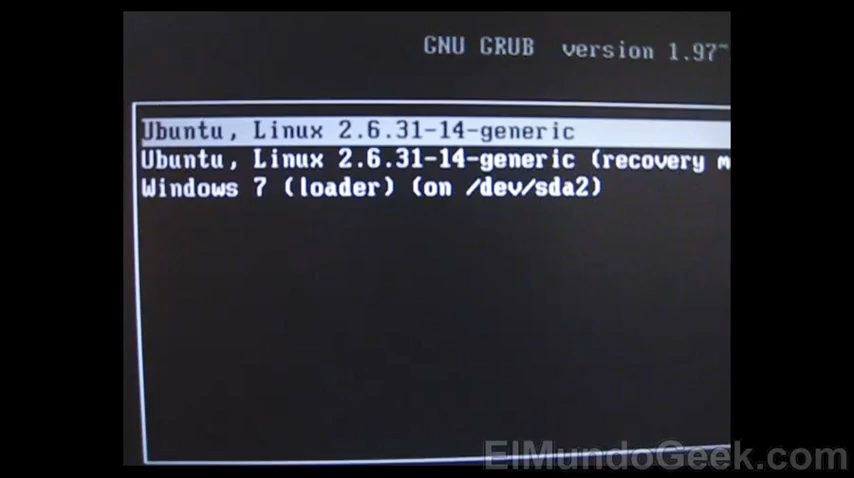 GNU GRUB version 1.97~
Ubuntu, Linux 2.6.31-14-generic
Ubuntu, Linux 2.6.31-14-generic (recovery m
Windows 7 (loader) (on /dev/sda2)
ElMundoGeek.com